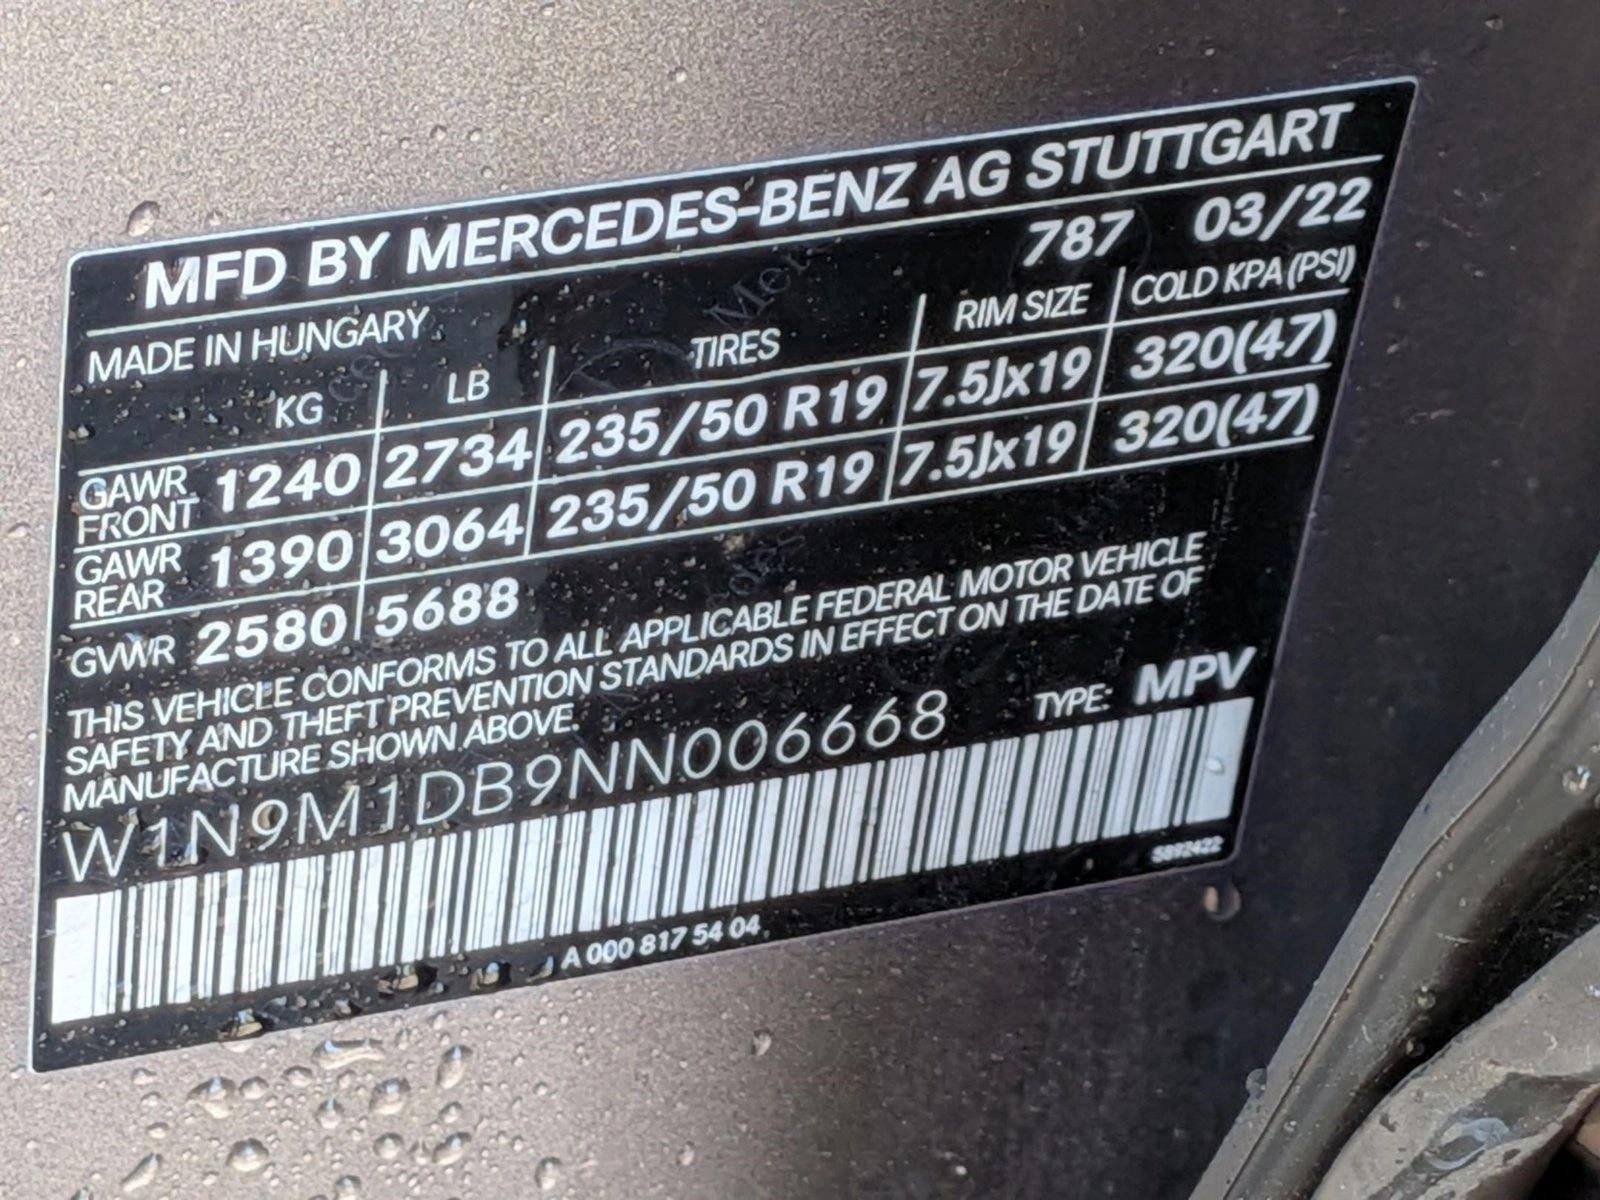 MFD BY MERCEDES-BENZ AG STUTTGART
MADE IN HUNGARY 787 03/22
KG LB TIRES RIM SIZE COLD KPA (PSI)
GAWR FRONT 1240 2734 235/50 R19 7.5Jx19 320(47)
GAWR REAR 1390 3064 235/50 R19 7.5Jx19 320(47)
GVWR 2580 5688
THIS VEHICLE CONFORMS TO ALL APPLICABLE FEDERAL MOTOR VEHICLE
SAFETY AND THEFT PREVENTION STANDARDS IN EFFECT ON THE DATE OF
MANUFACTURE SHOWN ABOVE.
W1N9M1DB9NN006668 TYPE: MPV
A 000 817 54 04